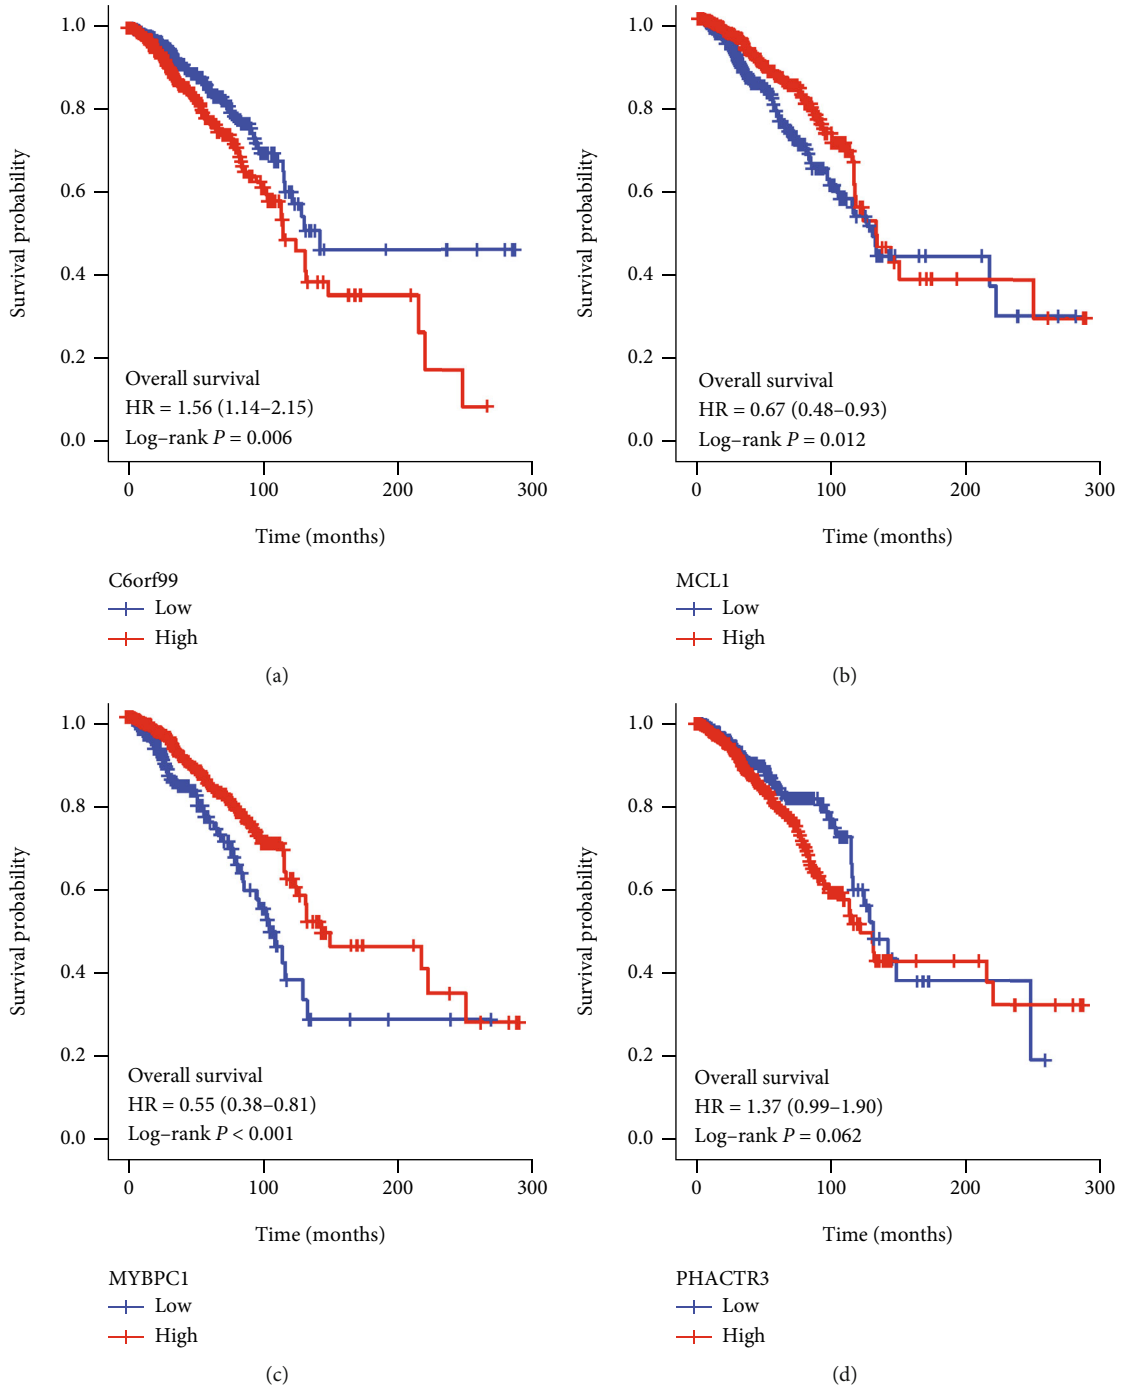 1.0
0.8
0.6
0.4
0.2
0.0
Survival probability
Overall survival
HR = 1.56 (1.14–2.15)
Log–rank P = 0.006
0 100 200 300
Time (months)
C6orf99
Low
High
(a)
1.0
0.8
0.6
0.4
0.2
0.0
Survival probability
Overall survival
HR = 0.67 (0.48–0.93)
Log–rank P = 0.012
0 100 200 300
Time (months)
MCL1
Low
High
(b)
1.0
0.8
0.6
0.4
0.2
0.0
Survival probability
Overall survival
HR = 0.55 (0.38–0.81)
Log–rank P < 0.001
0 100 200 300
Time (months)
MYBPC1
Low
High
(c)
1.0
0.8
0.6
0.4
0.2
0.0
Survival probability
Overall survival
HR = 1.37 (0.99–1.90)
Log–rank P = 0.062
0 100 200 300
Time (months)
PHACTR3
Low
High
(d)